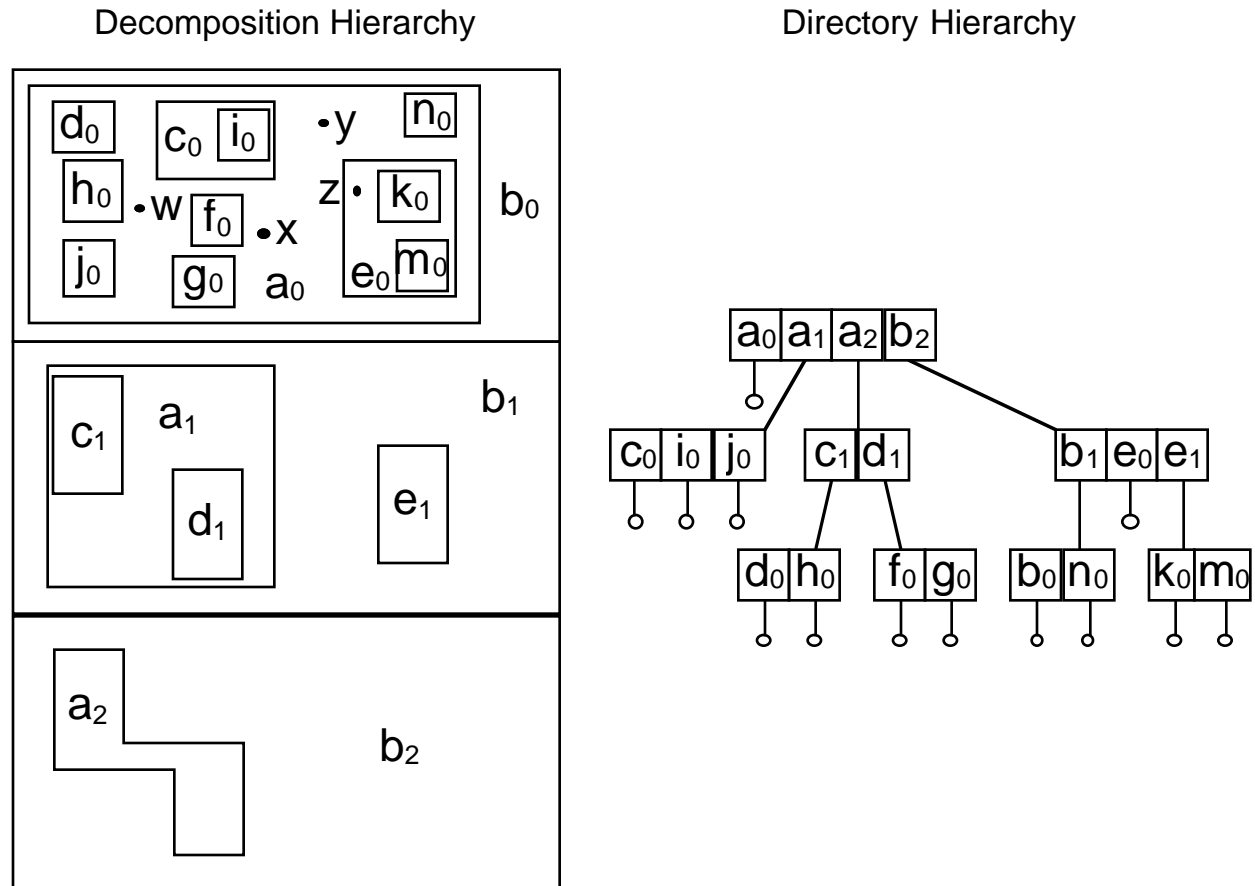 Decomposition Hierarchy
Directory Hierarchy
d0
c0
i0
y
n0
h0
w
f0
x
z
k0
b0
j0
g0
a0
e0
m0
c1
a1
b1
d1
e1
a2
b2
a0 a1 a2 b2
c0 i0 j0
c1 d1
b1 e0 e1
d0 h0
f0 g0
b0 n0
k0 m0